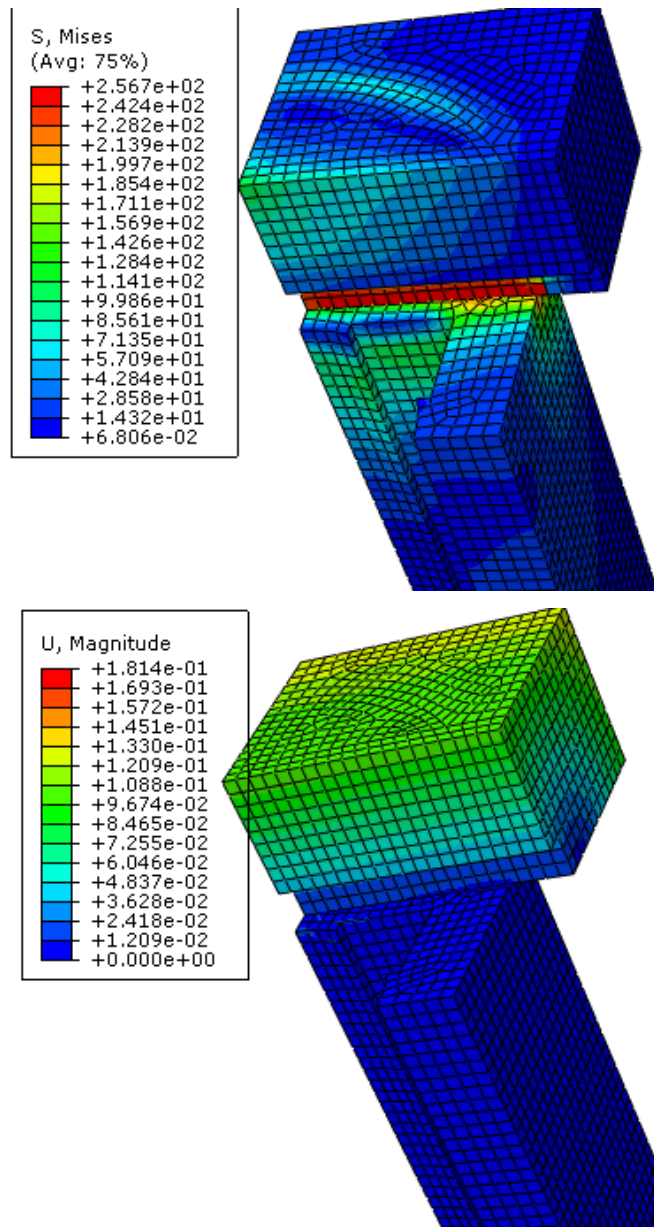 S, Mises
(Avg: 75%)
+2.567e+02
+2.424e+02
+2.282e+02
+2.139e+02
+1.997e+02
+1.854e+02
+1.711e+02
+1.569e+02
+1.426e+02
+1.284e+02
+1.141e+02
+9.986e+01
+8.561e+01
+7.135e+01
+5.709e+01
+4.284e+01
+2.858e+01
+1.432e+01
+6.806e-02
U, Magnitude
+1.814e-01
+1.693e-01
+1.572e-01
+1.451e-01
+1.330e-01
+1.209e-01
+1.088e-01
+9.674e-02
+8.465e-02
+7.255e-02
+6.046e-02
+4.837e-02
+3.628e-02
+2.418e-02
+1.209e-02
+0.000e+00